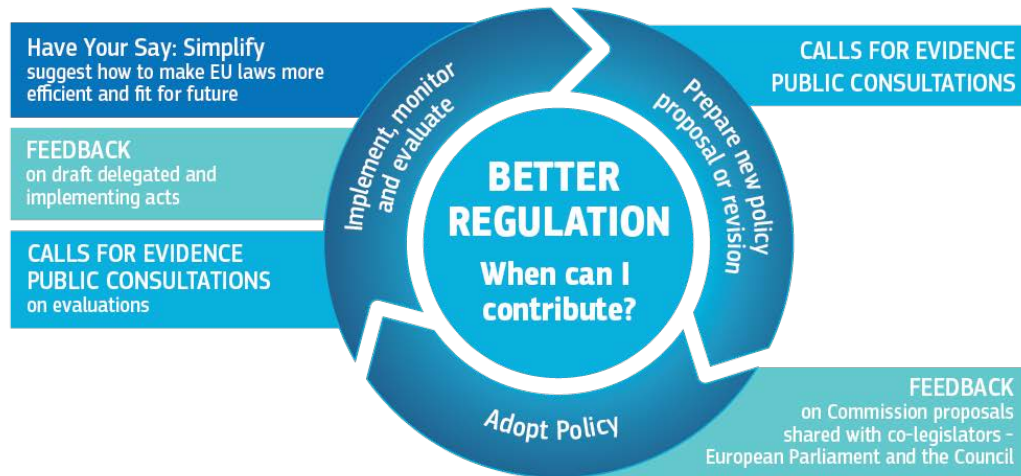 Have Your Say: Simplify
suggest how to make EU laws more
efficient and fit for future
FEEDBACK
on draft delegated and
implementing acts
CALLS FOR EVIDENCE
PUBLIC CONSULTATIONS
on evaluations
Implement, monitor
and evaluate
BETTER
REGULATION
When can I
contribute?
Prepare new policy
proposal or revision
Adopt Policy
CALLS FOR EVIDENCE
PUBLIC CONSULTATIONS
FEEDBACK
on Commission proposals
shared with co-legislators -
European Parliament and the Council